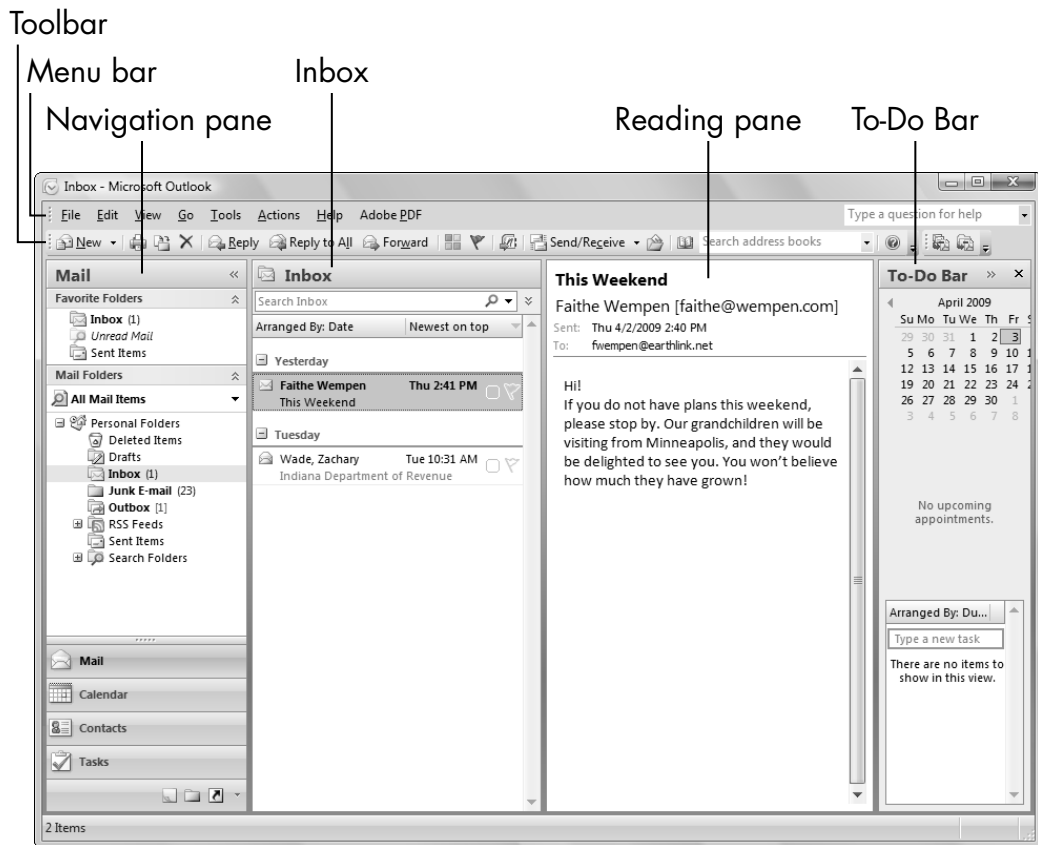 Toolbar
Menu bar
Inbox
Navigation pane
Reading pane
To-Do Bar
Inbox - Microsoft Outlook
File Edit View Go Tools Actions Help Adobe PDF
Type a question for help
New
Reply
Reply to All
Forward
Send/Receive
Search address books
Mail
Favorite Folders
Inbox (1)
Unread Mail
Sent Items
Mail Folders
All Mail Items
Personal Folders
Deleted Items
Drafts
Inbox (1)
Junk E-mail (23)
Outbox [1]
RSS Feeds
Sent Items
Search Folders
Mail
Calendar
Contacts
Tasks
Inbox
Search Inbox
Arranged By: Date Newest on top
Yesterday
Faithe Wempen Thu 2:41 PM
This Weekend
Tuesday
Wade, Zachary Tue 10:31 AM
Indiana Department of Revenue
This Weekend
Faithe Wempen [faithe@wempen.com]
Sent: Thu 4/2/2009 2:40 PM
To: fwempen@earthlink.net
Hi!
If you do not have plans this weekend,
please stop by. Our grandchildren will be
visiting from Minneapolis, and they would
be delighted to see you. You won't believe
how much they have grown!
To-Do Bar
April 2009
Su Mo Tu We Th Fr S
29 30 31 1 2 3
5 6 7 8 9 10 1
12 13 14 15 16 17 1
19 20 21 22 23 24 2
26 27 28 29 30 1
3 4 5 6 7 8
No upcoming
appointments.
Arranged By: Du...
Type a new task
There are no items to
show in this view.
2 Items